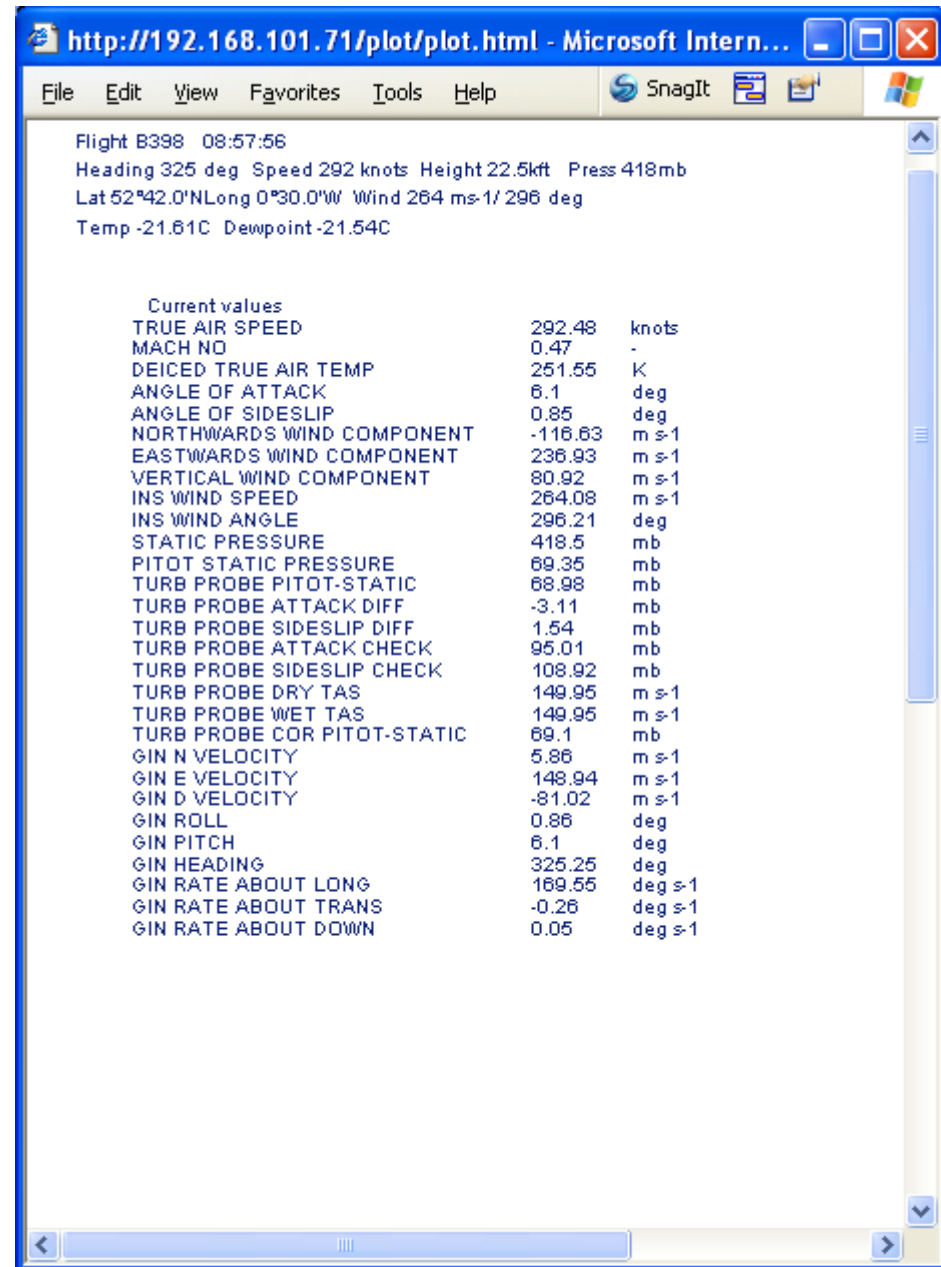 http://192.168.101.71/plot/plot.html - Microsoft Intern...
File Edit View Favorites Tools Help SnagIt
Flight B398 08:57:56
Heading 325 deg Speed 292 knots Height 22.5kft Press 418mb
Lat 52°42.0'NLong 0°30.0'W Wind 264 ms-1/ 296 deg
Temp -21.61C Dewpoint -21.54C
Current values
TRUE AIR SPEED 292.48 knots
MACH NO 0.47 -
DEICED TRUE AIR TEMP 251.55 K
ANGLE OF ATTACK 6.1 deg
ANGLE OF SIDESLIP 0.85 deg
NORTHWARDS WIND COMPONENT -116.63 m s-1
EASTWARDS WIND COMPONENT 236.93 m s-1
VERTICAL WIND COMPONENT 80.92 m s-1
INS WIND SPEED 264.08 m s-1
INS WIND ANGLE 296.21 deg
STATIC PRESSURE 418.5 mb
PITOT STATIC PRESSURE 69.35 mb
TURB PROBE PITOT-STATIC 68.98 mb
TURB PROBE ATTACK DIFF -3.11 mb
TURB PROBE SIDESLIP DIFF 1.54 mb
TURB PROBE ATTACK CHECK 95.01 mb
TURB PROBE SIDESLIP CHECK 108.92 mb
TURB PROBE DRY TAS 149.95 m s-1
TURB PROBE WET TAS 149.95 m s-1
TURB PROBE COR PITOT-STATIC 69.1 mb
GIN N VELOCITY 5.86 m s-1
GIN E VELOCITY 148.94 m s-1
GIN D VELOCITY -81.02 m s-1
GIN ROLL 0.86 deg
GIN PITCH 6.1 deg
GIN HEADING 325.25 deg
GIN RATE ABOUT LONG 169.55 deg s-1
GIN RATE ABOUT TRANS -0.26 deg s-1
GIN RATE ABOUT DOWN 0.05 deg s-1